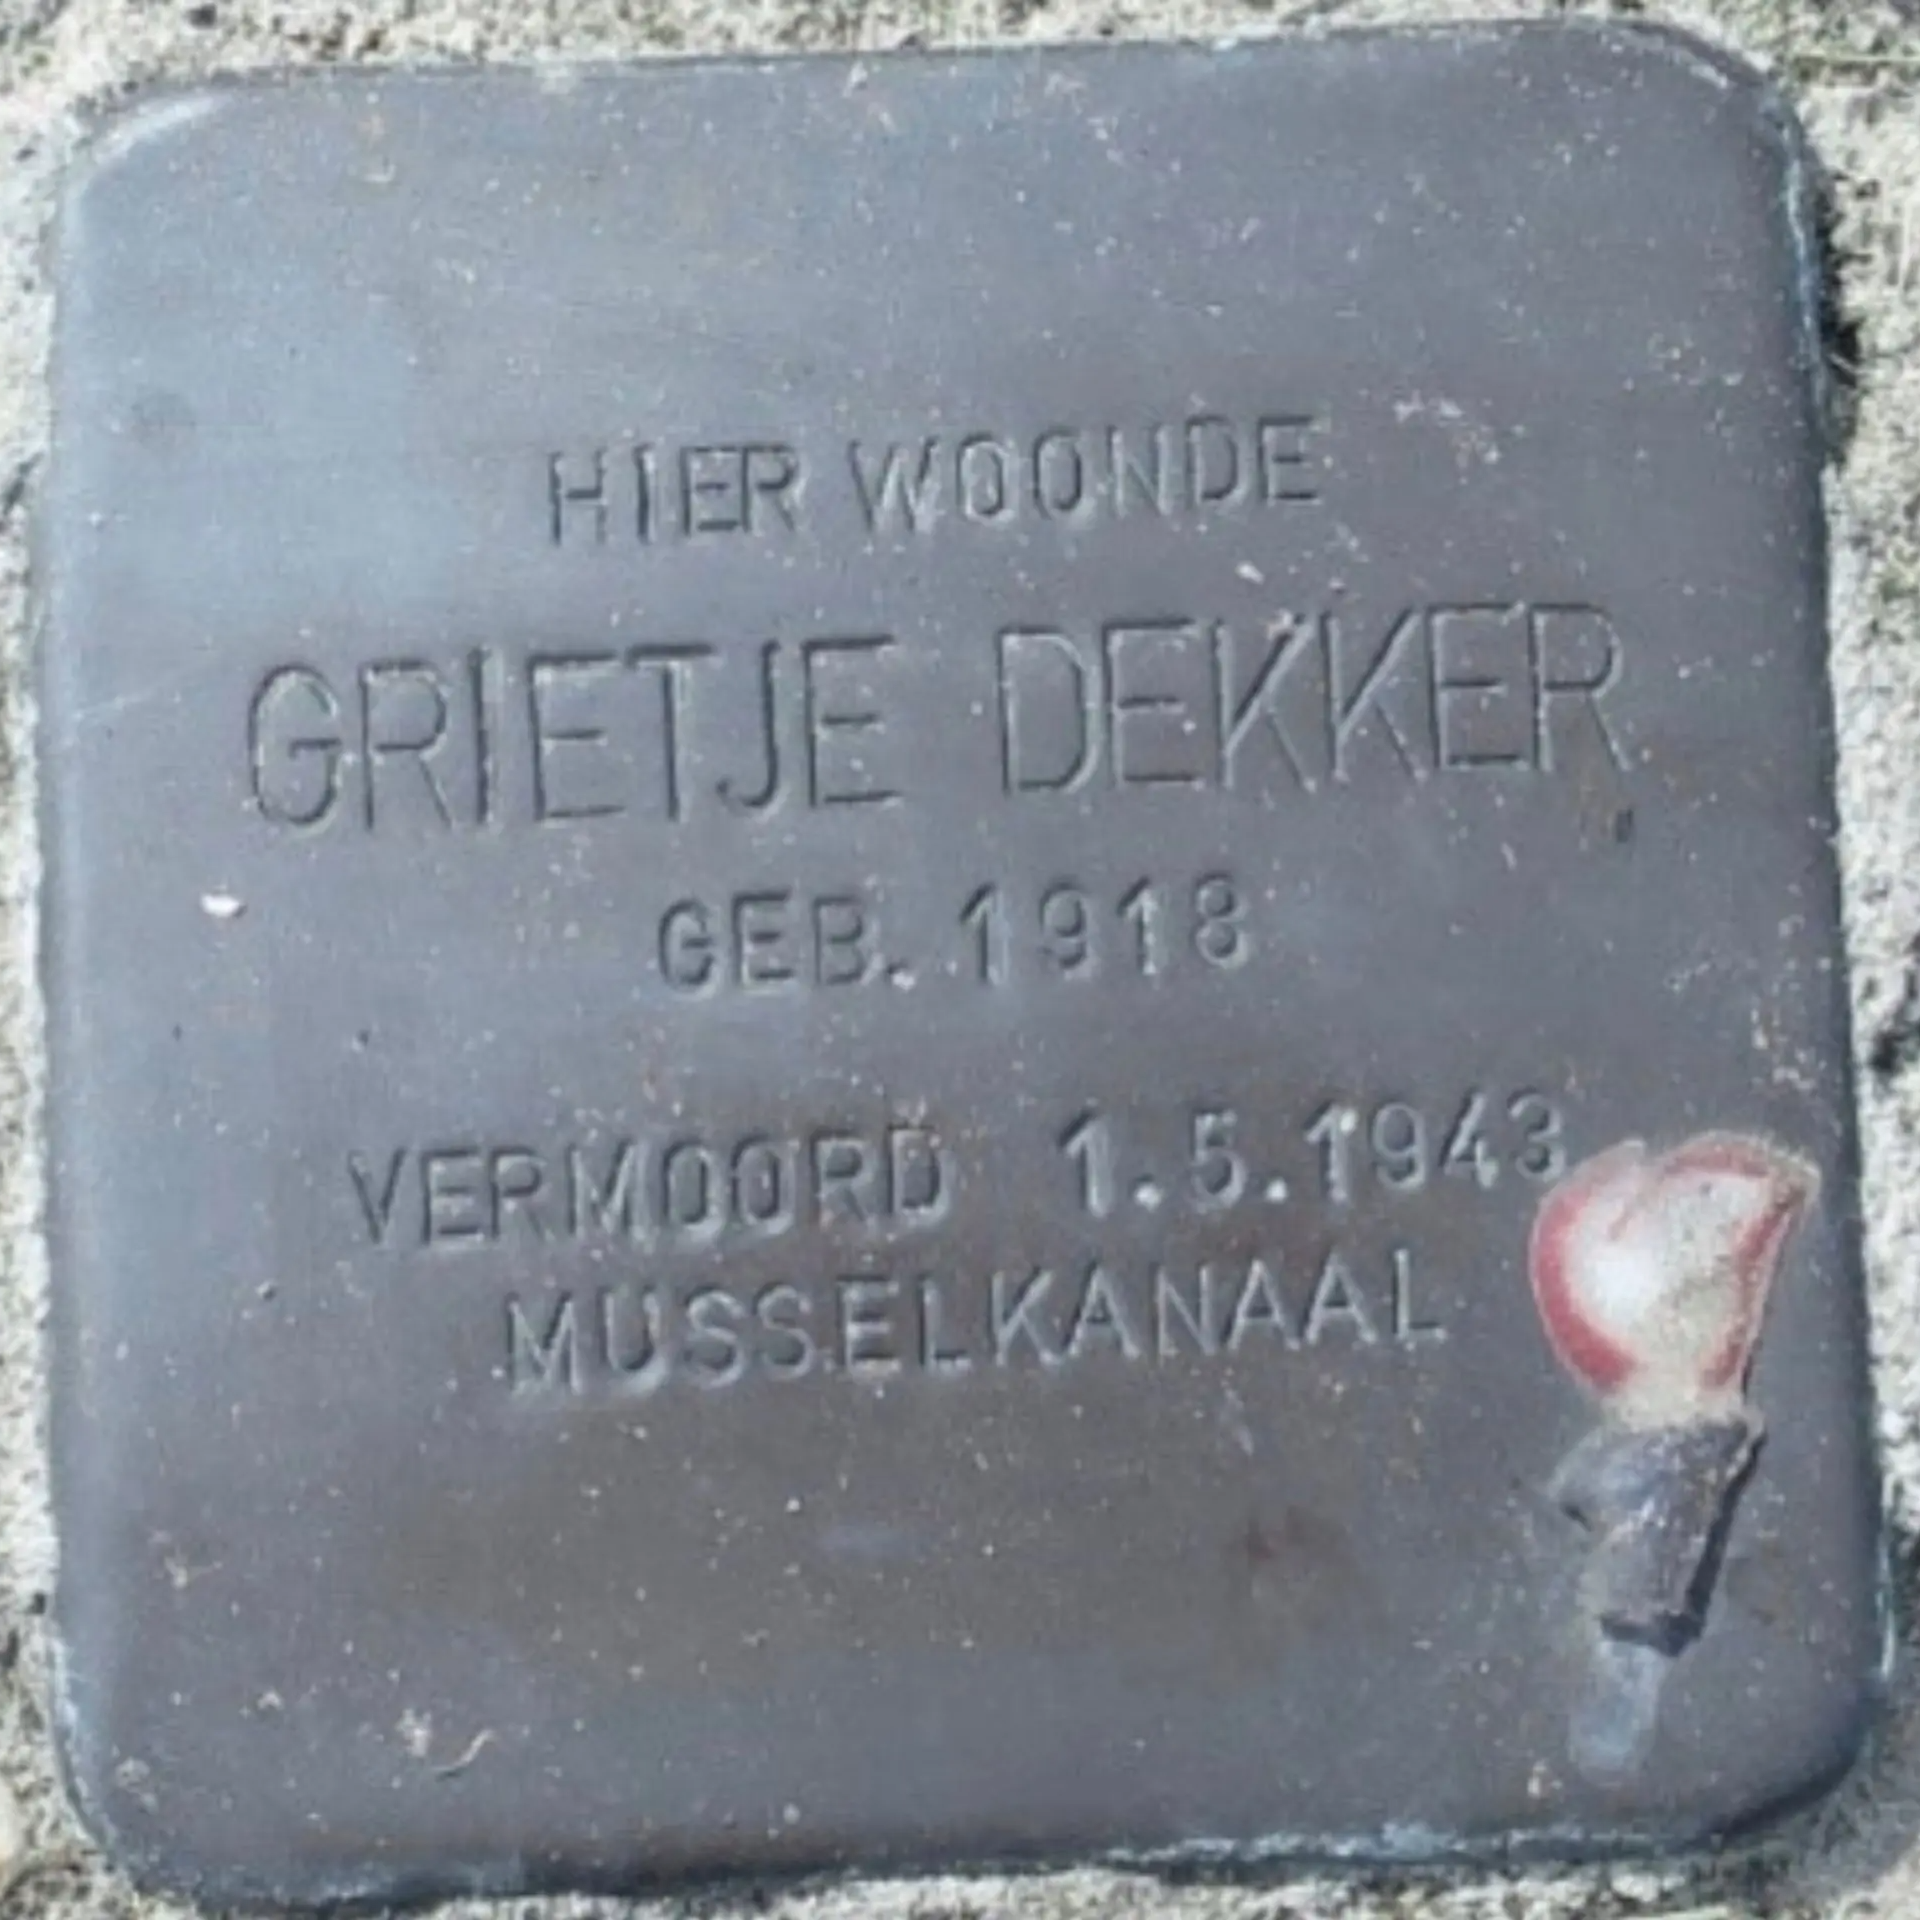 HIER WOONDE
GRIETJE DEKKER
GEB. 1918
VERMOORD 1.5.1943
MUSSELKANAAL